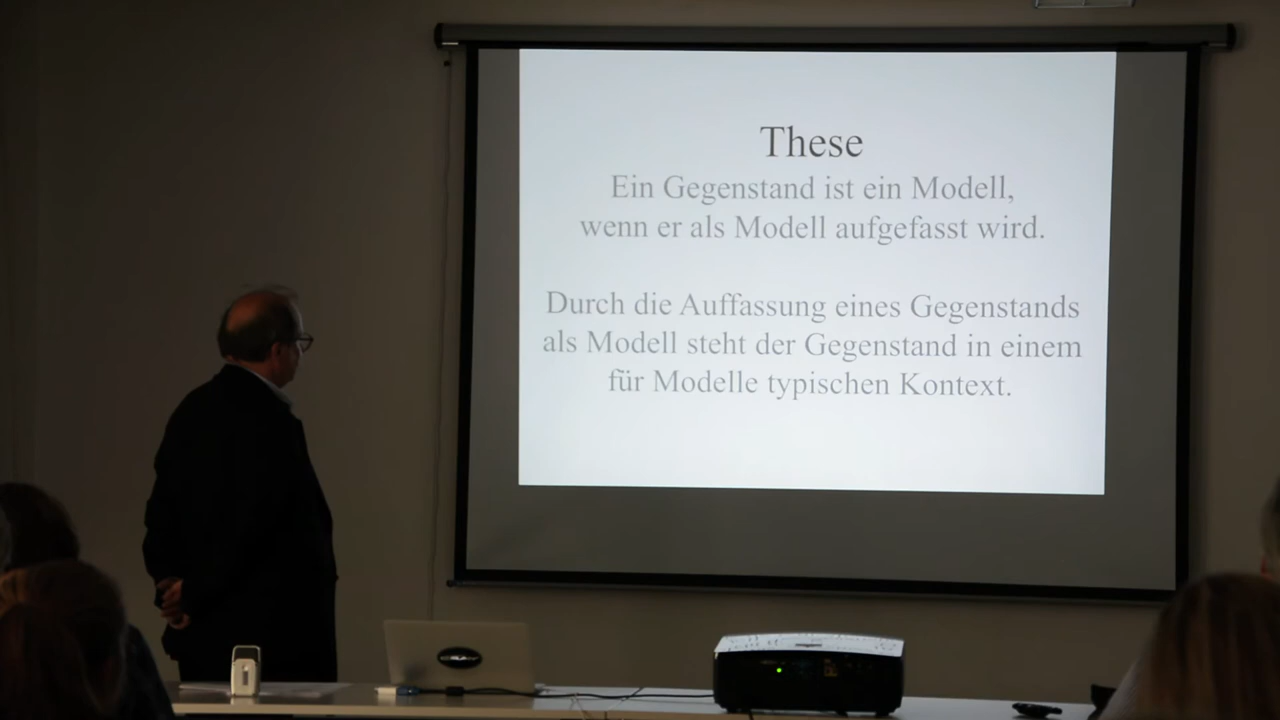 These
Ein Gegenstand ist ein Modell,
wenn er als Modell aufgefasst wird.
Durch die Auffassung eines Gegenstands
als Modell steht der Gegenstand in einem
für Modelle typischen Kontext.